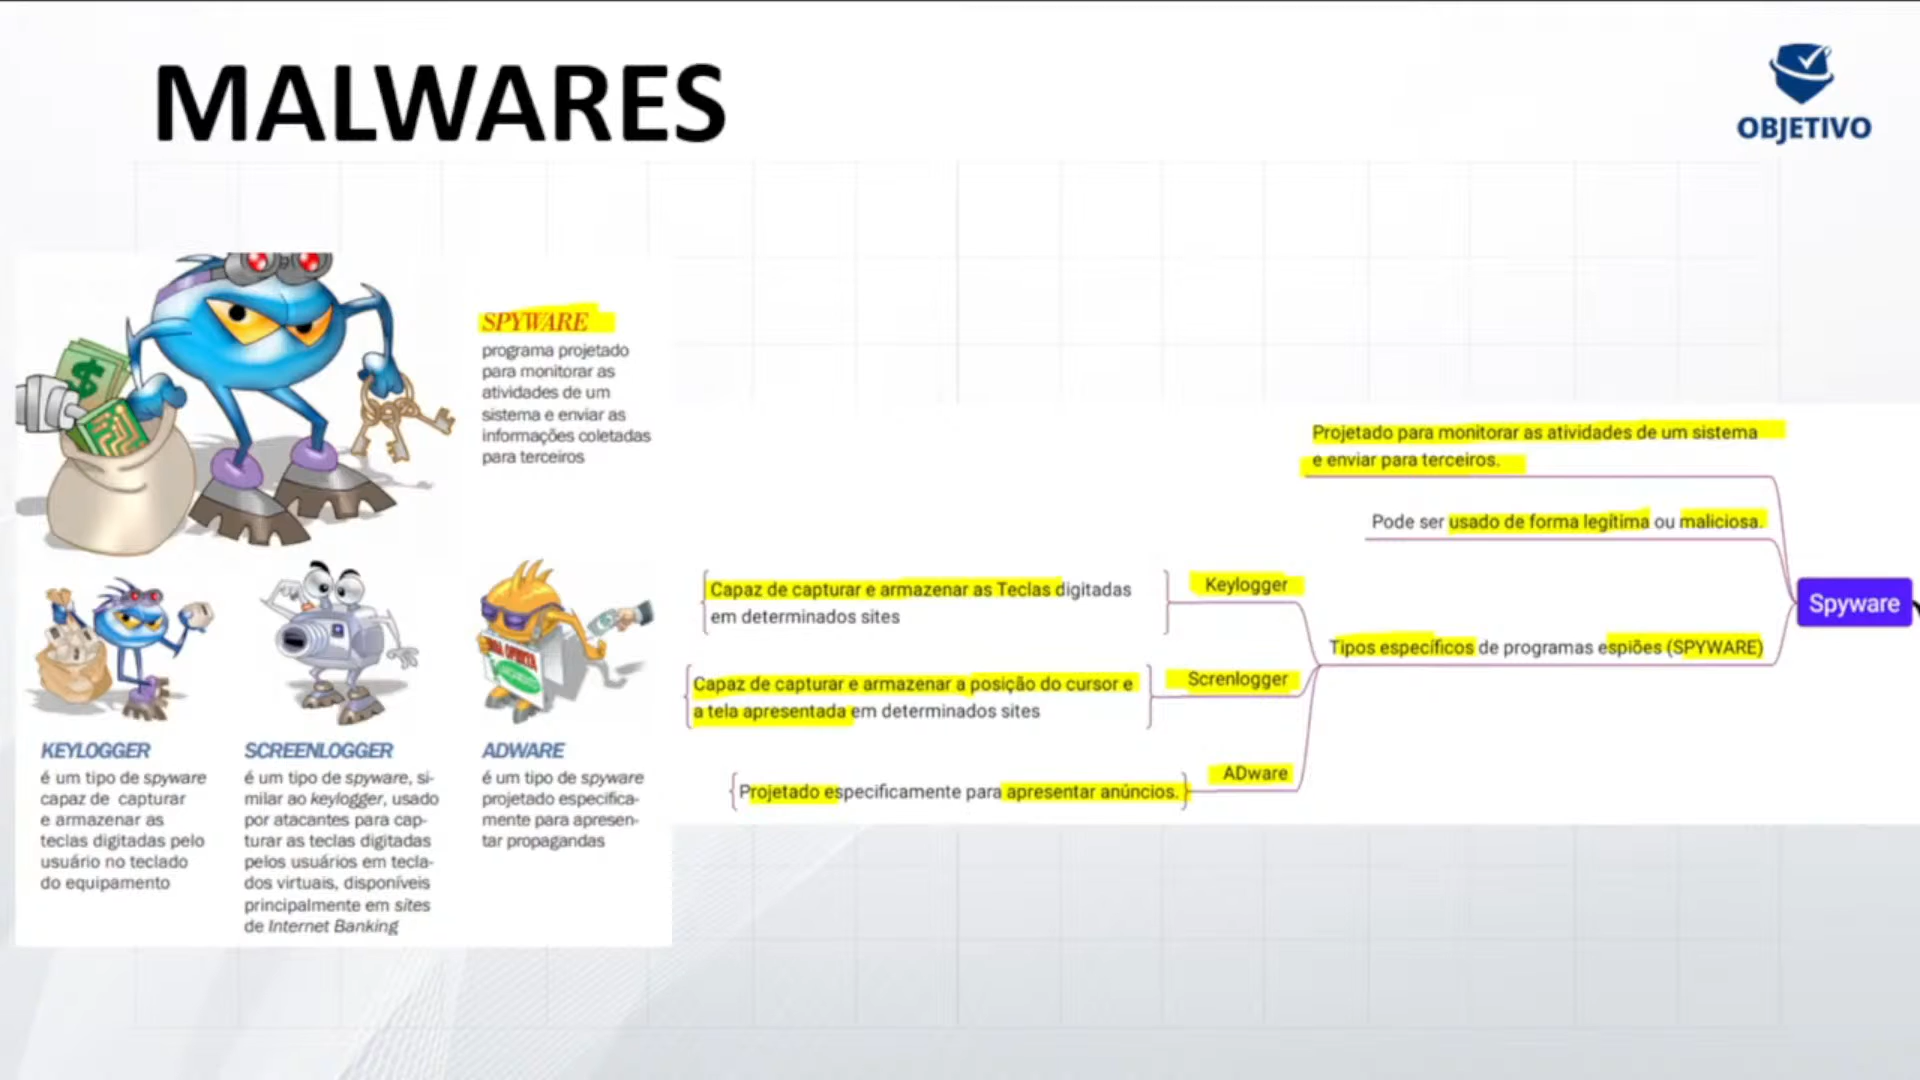 MALWARES
OBJETIVO
SPYWARE
programa projetado
para monitorar as
atividades de um
sistema e enviar as
informações coletadas
para terceiros
KEYLOGGER
é um tipo de spyware
capaz de capturar
e armazenar as
teclas digitadas pelo
usuário no teclado
do equipamento
SCREENLOGGER
é um tipo de spyware, si-
milar ao keylogger, usado
por atacantes para cap-
turar as teclas digitadas
pelos usuários em tecla-
dos virtuais, disponíveis
principalmente em sites
de Internet Banking
ADWARE
é um tipo de spyware
projetado especifica-
mente para apresen-
tar propagandas
Projetado para monitorar as atividades de um sistema
e enviar para terceiros.
Pode ser usado de forma legítima ou maliciosa.
Spyware
Tipos específicos de programas espiões (SPYWARE)
Keylogger
Capaz de capturar e armazenar as Teclas digitadas
em determinados sites
Screnlogger
Capaz de capturar e armazenar a posição do cursor e
a tela apresentada em determinados sites
ADware
Projetado especificamente para apresentar anúncios.